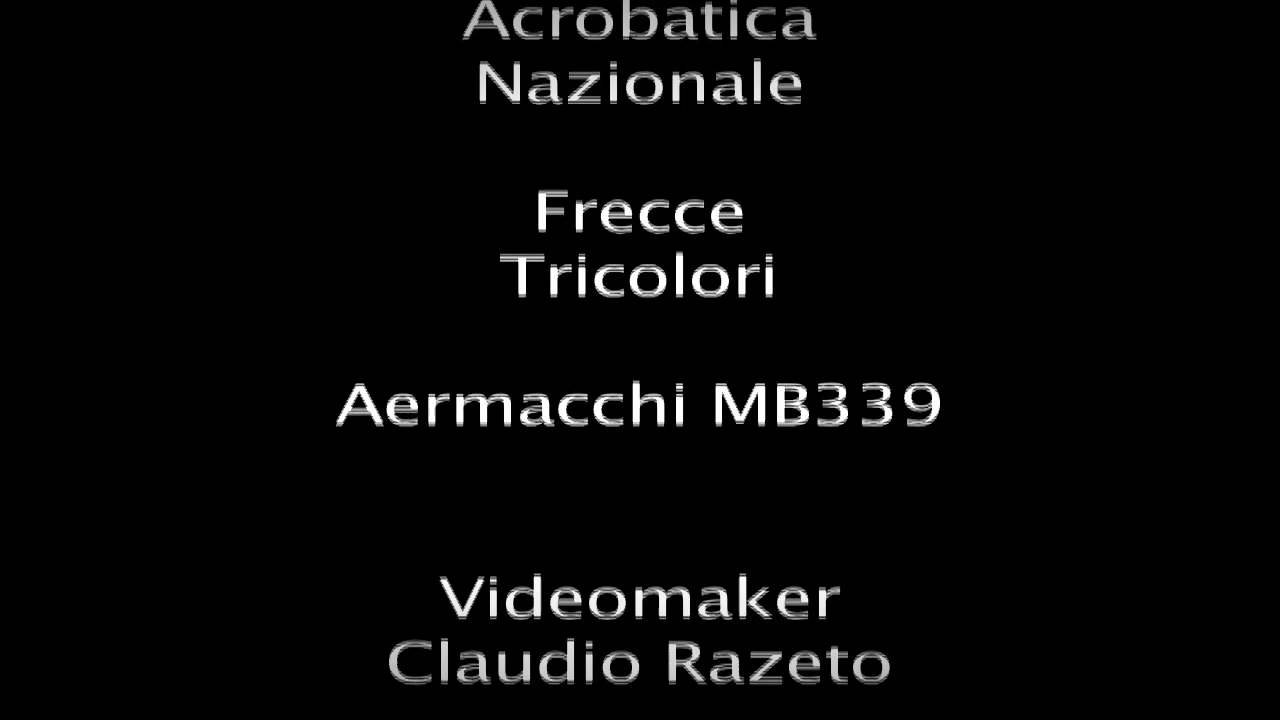 Acrobatica
Nazionale
Frecce
Tricolori
Aermacchi MB339
Videomaker
Claudio Razeto